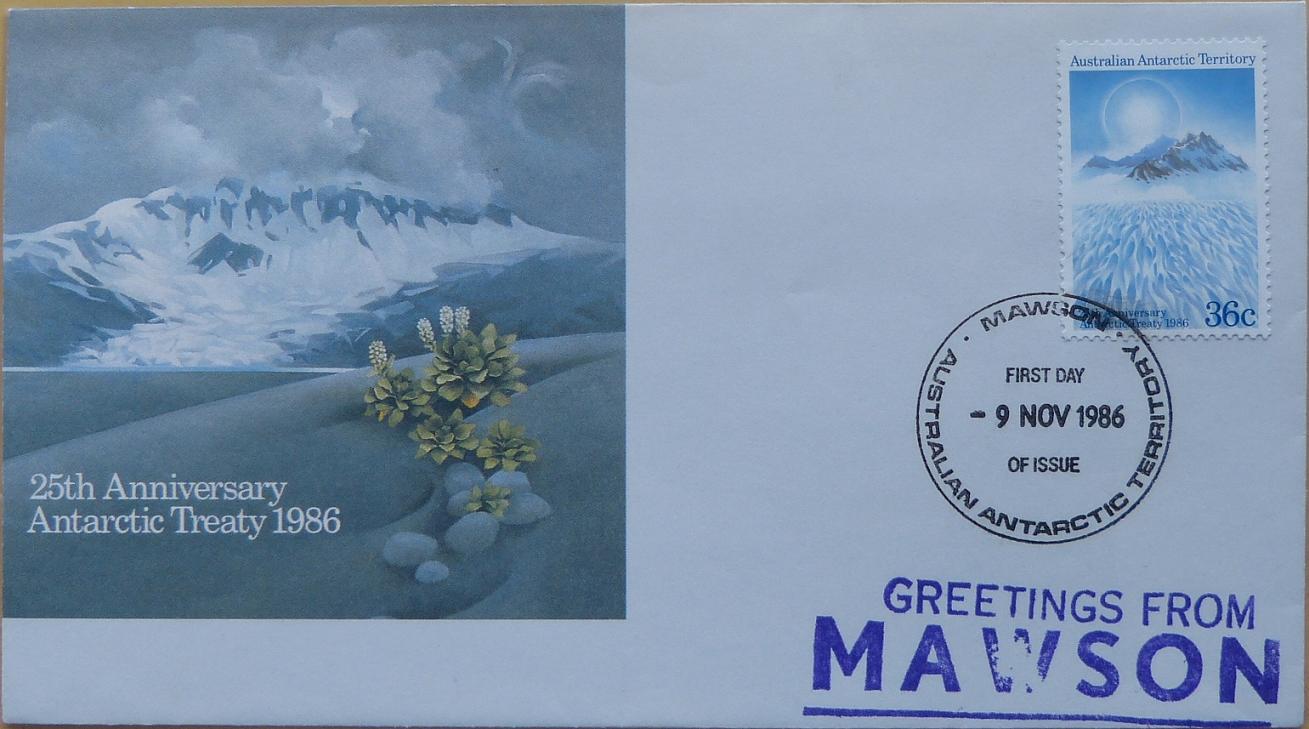 Australian Antarctic Territory
25th Anniversary
Antarctic Treaty 1986
36c
MAWSON
FIRST DAY
- 9 NOV 1986
OF ISSUE
· AUSTRALIAN ANTARCTIC TERRITORY ·
25th Anniversary
Antarctic Treaty 1986
GREETINGS FROM
MAWSON